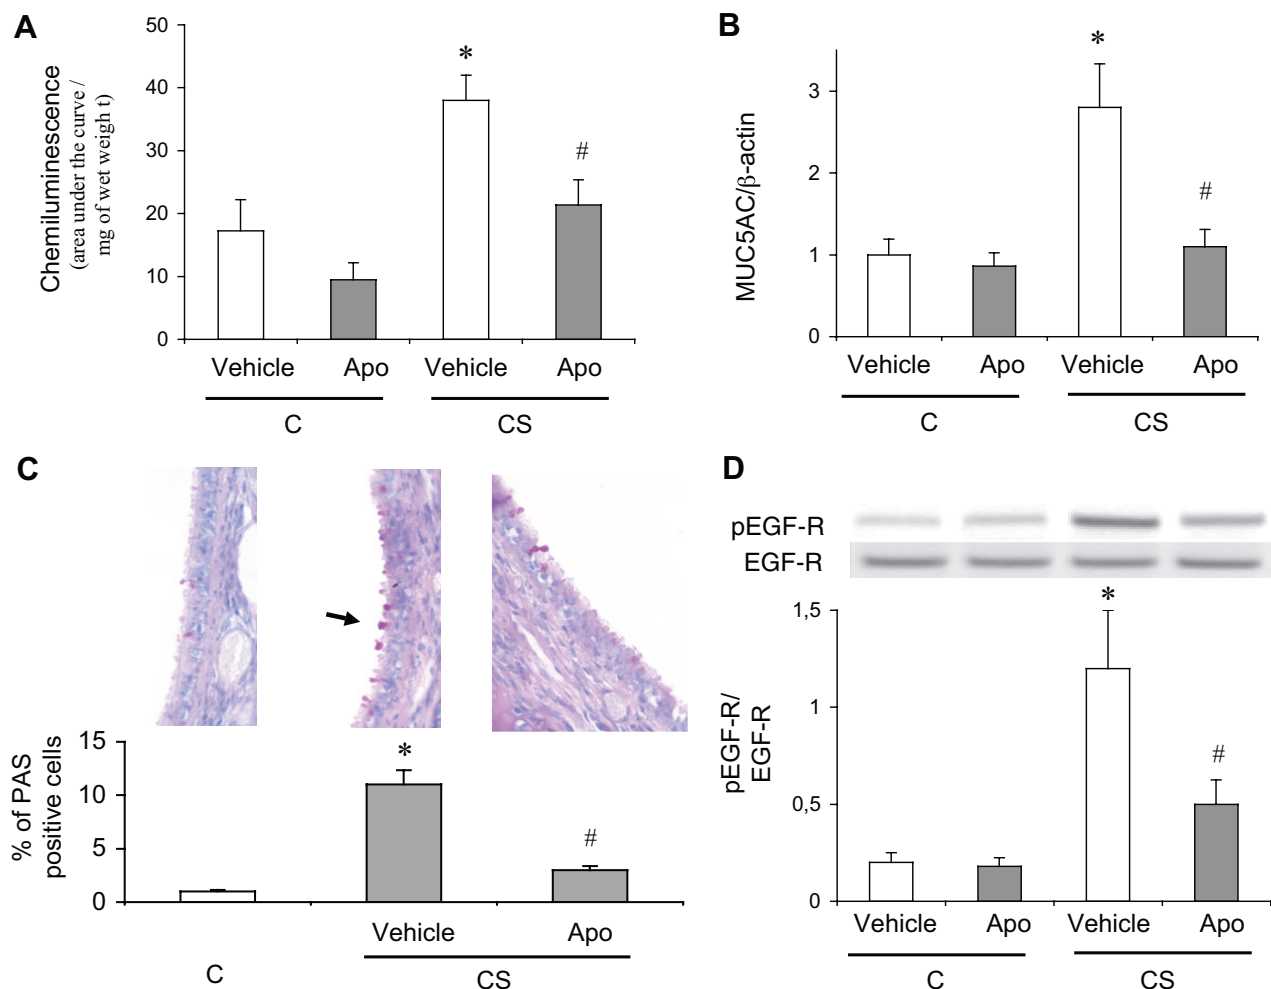 A
50
40
30
20
10
0
Chemiluminescence
(area under the curve /
mg of wet weigh t)
*
#
Vehicle Apo Vehicle Apo
C CS
B
3
2
1
0
MUC5AC/β-actin
*
#
Vehicle Apo Vehicle Apo
C CS
C
15
10
5
0
% of PAS
positive cells
*
#
Vehicle Apo
C CS
D
pEGF-R
EGF-R
1,5
1
0,5
0
pEGF-R/
EGF-R
*
#
Vehicle Apo Vehicle Apo
C CS